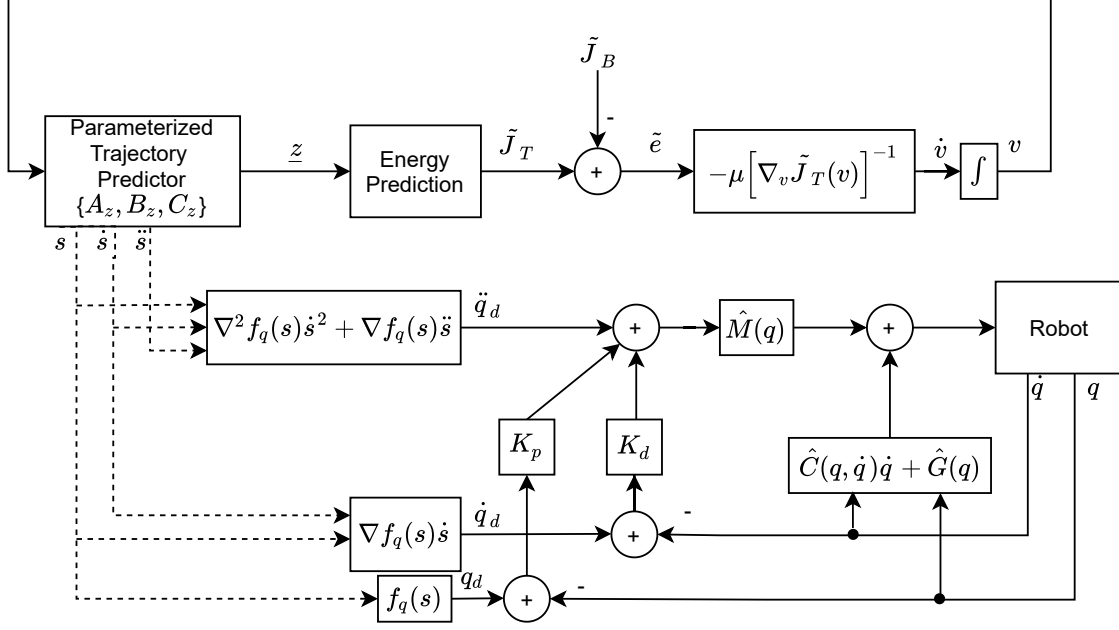 J̃_B
-
Parameterized
Trajectory
Predictor
{A_z, B_z, C_z}
z
Energy
Prediction
J̃_T
+
ẽ
-μ[∇_v J̃_T(v)]^{-1}
v̇
∫
v
s ṡ s̈
∇²f_q(s)ṡ² + ∇f_q(s)s̈
q̈_d
+
M̂(q)
+
Robot
q̇ q
K_p
K_d
Ĉ(q, q̇)q̇ + Ĝ(q)
∇f_q(s)ṡ
q̇_d
+
-
f_q(s)
q_d
+
-